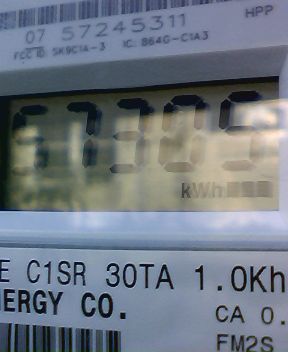 HPP
07 57245311
FCC ID: SK9C1A-3 IC: 864G-C1A3
57305
kWh
E C1SR 30TA 1.0Kh
ERGY CO.
CA 0.
FM2S